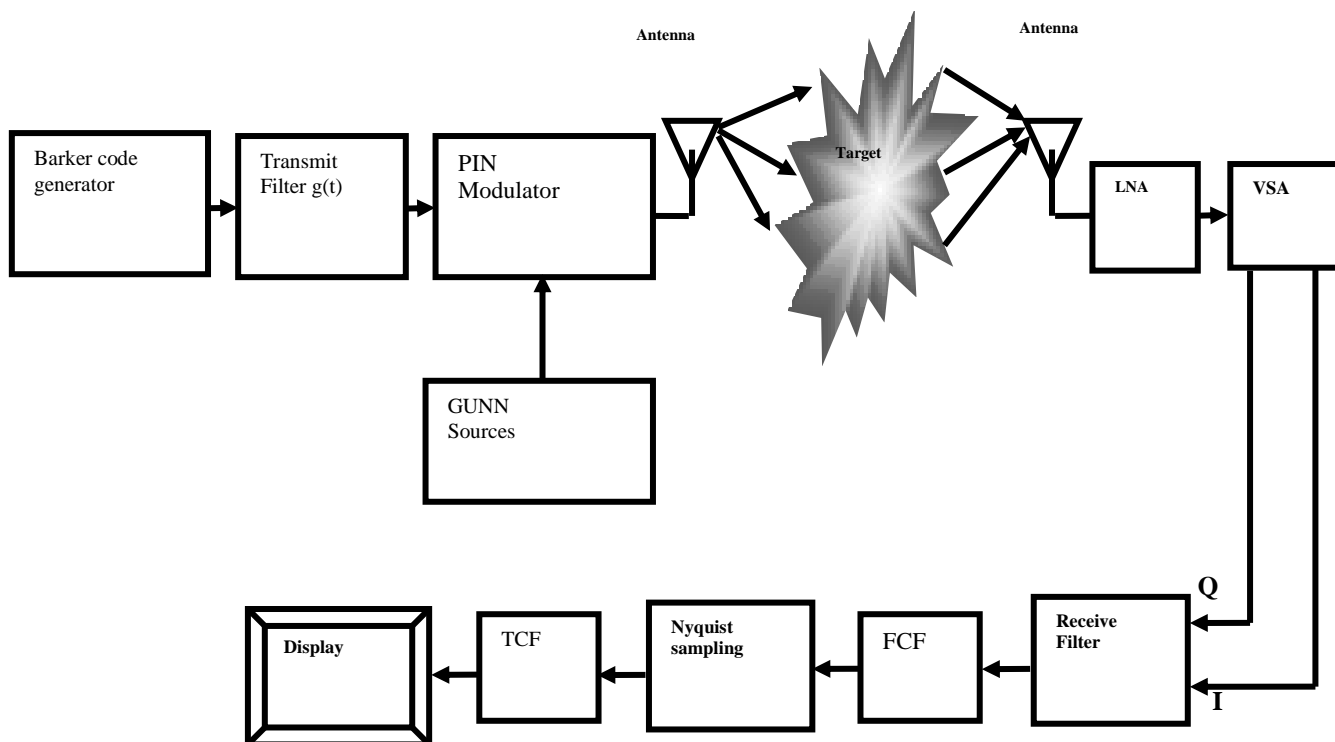 Antenna
Antenna
Barker code
generator
Transmit
Filter g(t)
PIN
Modulator
Target
LNA
VSA
GUNN
Sources
Q
I
Receive
Filter
FCF
Nyquist
sampling
TCF
Display